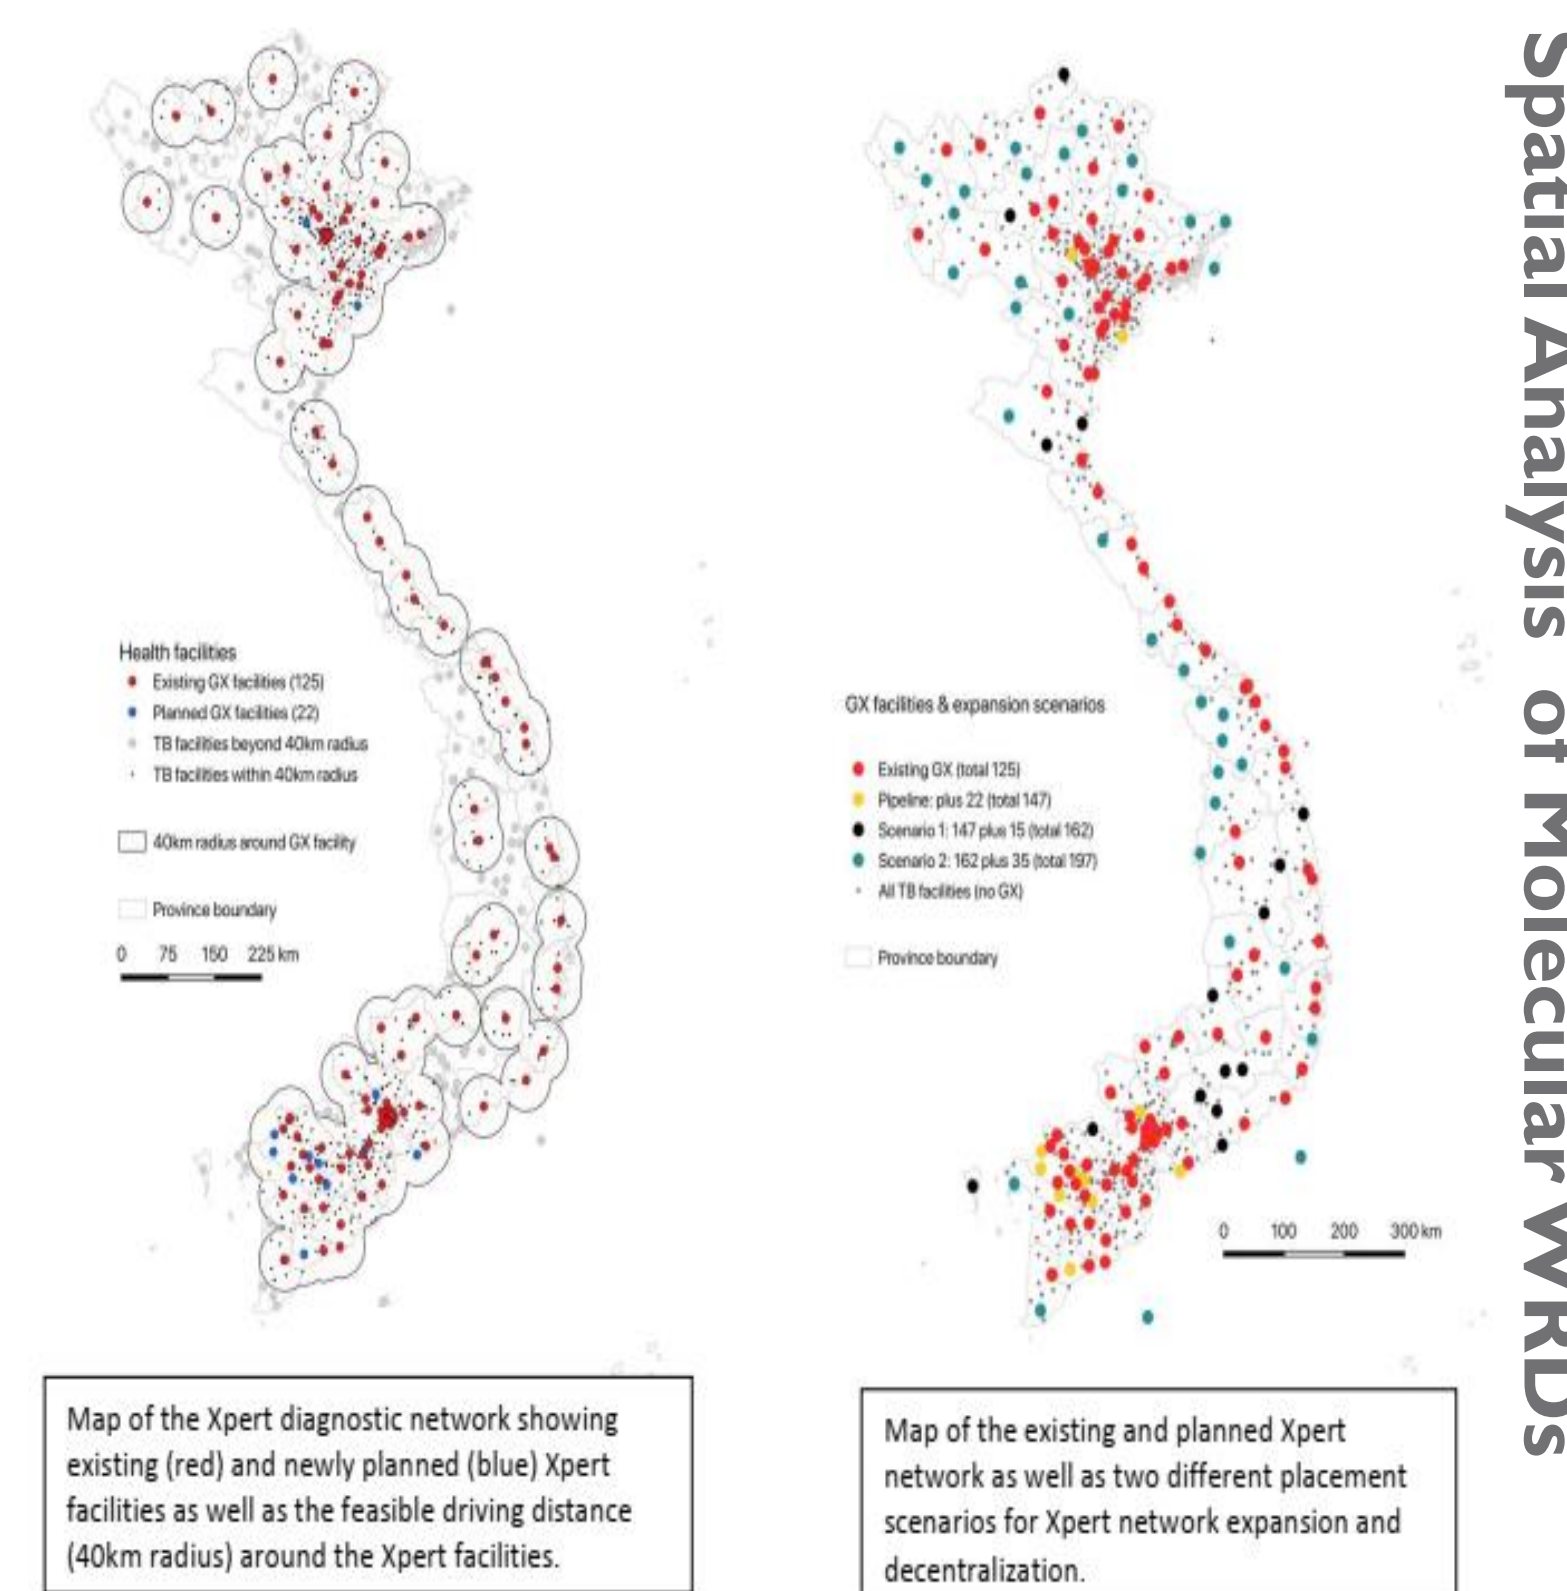 Spatial Analysis of Molecular WRDs
Health facilities
Existing GX facilities (125)
Planned GX facilities (22)
TB facilities beyond 40km radius
TB facilities within 40km radius
40km radius around GX facility
Province boundary
0 75 150 225 km
GX facilities & expansion scenarios
Existing GX (total 125)
Pipeline: plus 22 (total 147)
Scenario 1: 147 plus 15 (total 162)
Scenario 2: 162 plus 35 (total 197)
All TB facilities (no GX)
Province boundary
0 100 200 300 km
Map of the Xpert diagnostic network showing
existing (red) and newly planned (blue) Xpert
facilities as well as the feasible driving distance
(40km radius) around the Xpert facilities.
Map of the existing and planned Xpert
network as well as two different placement
scenarios for Xpert network expansion and
decentralization.